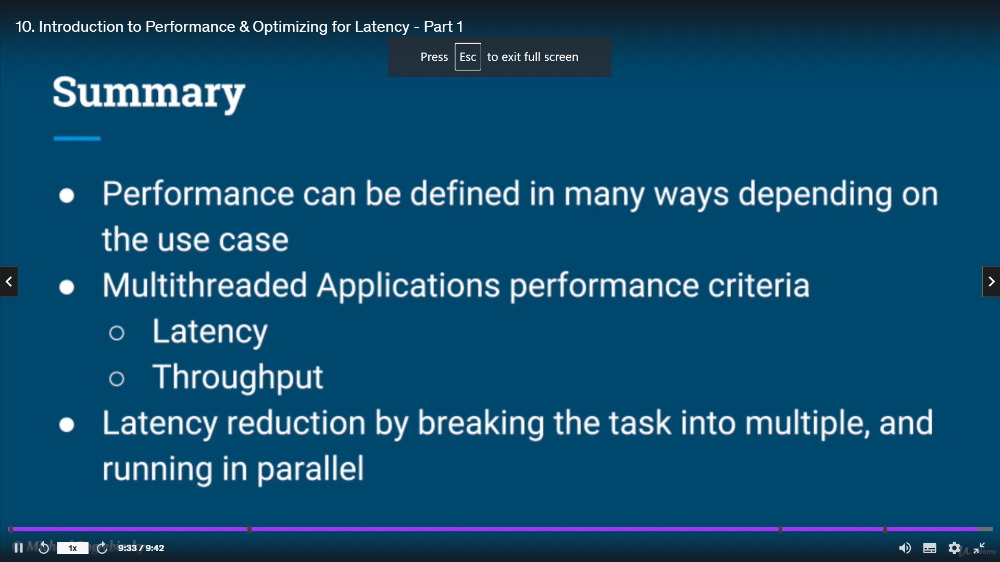 10. Introduction to Performance & Optimizing for Latency - Part 1
Press Esc to exit full screen
Summary
● Performance can be defined in many ways depending on
the use case
● Multithreaded Applications performance criteria
○ Latency
○ Throughput
● Latency reduction by breaking the task into multiple, and
running in parallel
1x
9:33 / 9:42